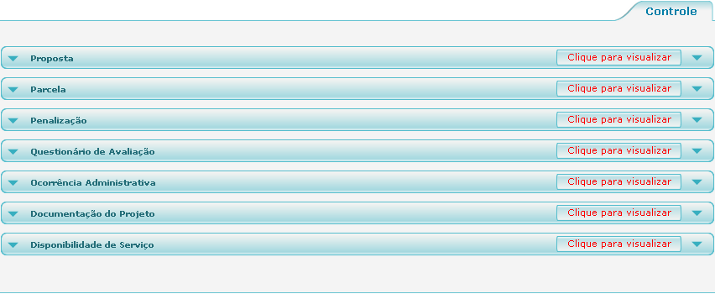 Controle
Proposta Clique para visualizar
Parcela Clique para visualizar
Penalização Clique para visualizar
Questionário de Avaliação Clique para visualizar
Ocorrência Administrativa Clique para visualizar
Documentação do Projeto Clique para visualizar
Disponibilidade de Serviço Clique para visualizar